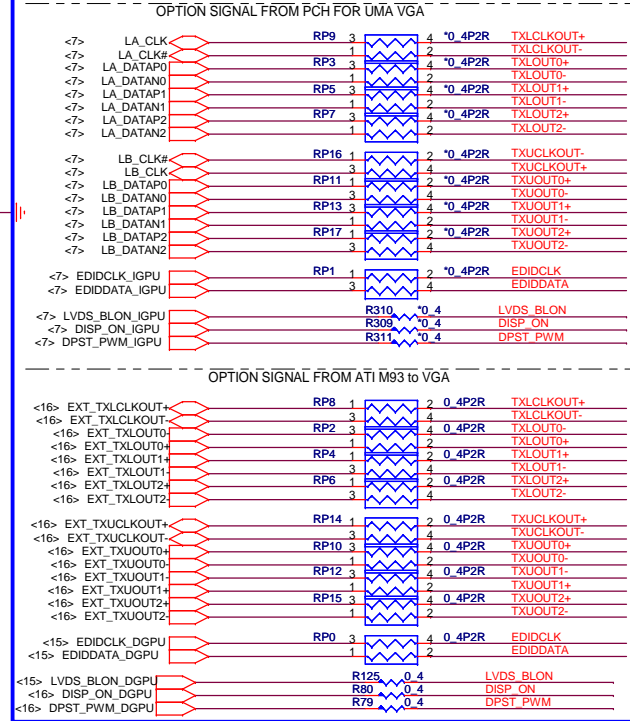 OPTION SIGNAL FROM PCH FOR UMA VGA
<7> LA_CLK RP9 3 4 *0_4P2R TXLCLKOUT+
<7> LA_CLK# 1 2 TXLCLKOUT-
<7> LA_DATAP0 RP3 3 4 *0_4P2R TXLOUT0+
<7> LA_DATAN0 1 2 TXLOUT0-
<7> LA_DATAP1 RP5 3 4 *0_4P2R TXLOUT1+
<7> LA_DATAN1 1 2 TXLOUT1-
<7> LA_DATAP2 RP7 3 4 *0_4P2R TXLOUT2+
<7> LA_DATAN2 1 2 TXLOUT2-
<7> LB_CLK# RP16 1 2 *0_4P2R TXUCLKOUT-
<7> LB_CLK 3 4 TXUCLKOUT+
<7> LB_DATAP0 RP11 1 2 *0_4P2R TXUOUT0+
<7> LB_DATAN0 3 4 TXUOUT0-
<7> LB_DATAP1 RP13 3 4 *0_4P2R TXUOUT1+
<7> LB_DATAN1 1 2 TXUOUT1-
<7> LB_DATAP2 RP17 1 2 *0_4P2R TXUOUT2+
<7> LB_DATAN2 3 4 TXUOUT2-
<7> EDIDCLK_IGPU RP1 1 2 *0_4P2R EDIDCLK
<7> EDIDDATA_IGPU 3 4 EDIDDATA
<7> LVDS_BLON_IGPU R310 *0_4 LVDS_BLON
<7> DISP_ON_IGPU R309 *0_4 DISP_ON
<7> DPST_PWM_IGPU R311 *0_4 DPST_PWM
OPTION SIGNAL FROM ATI M93 to VGA
<16> EXT_TXLCLKOUT+ RP8 1 2 0_4P2R TXLCLKOUT+
<16> EXT_TXLCLKOUT- 3 4 TXLCLKOUT-
<16> EXT_TXLOUT0- RP2 3 4 0_4P2R TXLOUT0-
<16> EXT_TXLOUT0+ 1 2 TXLOUT0+
<16> EXT_TXLOUT1+ RP4 1 2 0_4P2R TXLOUT1+
<16> EXT_TXLOUT1- 3 4 TXLOUT1-
<16> EXT_TXLOUT2+ RP6 1 2 0_4P2R TXLOUT2+
<16> EXT_TXLOUT2- 3 4 TXLOUT2-
<16> EXT_TXUCLKOUT+ RP14 1 2 0_4P2R TXUCLKOUT+
<16> EXT_TXUCLKOUT- 3 4 TXUCLKOUT-
<16> EXT_TXUOUT0+ RP10 3 4 0_4P2R TXUOUT0+
<16> EXT_TXUOUT0- 1 2 TXUOUT0-
<16> EXT_TXUOUT1- RP12 3 4 0_4P2R TXUOUT1-
<16> EXT_TXUOUT1+ 1 2 TXUOUT1+
<16> EXT_TXUOUT2+ RP15 3 4 0_4P2R TXUOUT2+
<16> EXT_TXUOUT2- 1 2 TXUOUT2-
<15> EDIDCLK_DGPU RP0 3 4 0_4P2R EDIDCLK
<15> EDIDDATA_DGPU 1 2 EDIDDATA
<15> LVDS_BLON_DGPU R125 0_4 LVDS_BLON
<16> DISP_ON_DGPU R80 0_4 DISP_ON
<16> DPST_PWM_DGPU R79 0_4 DPST_PWM